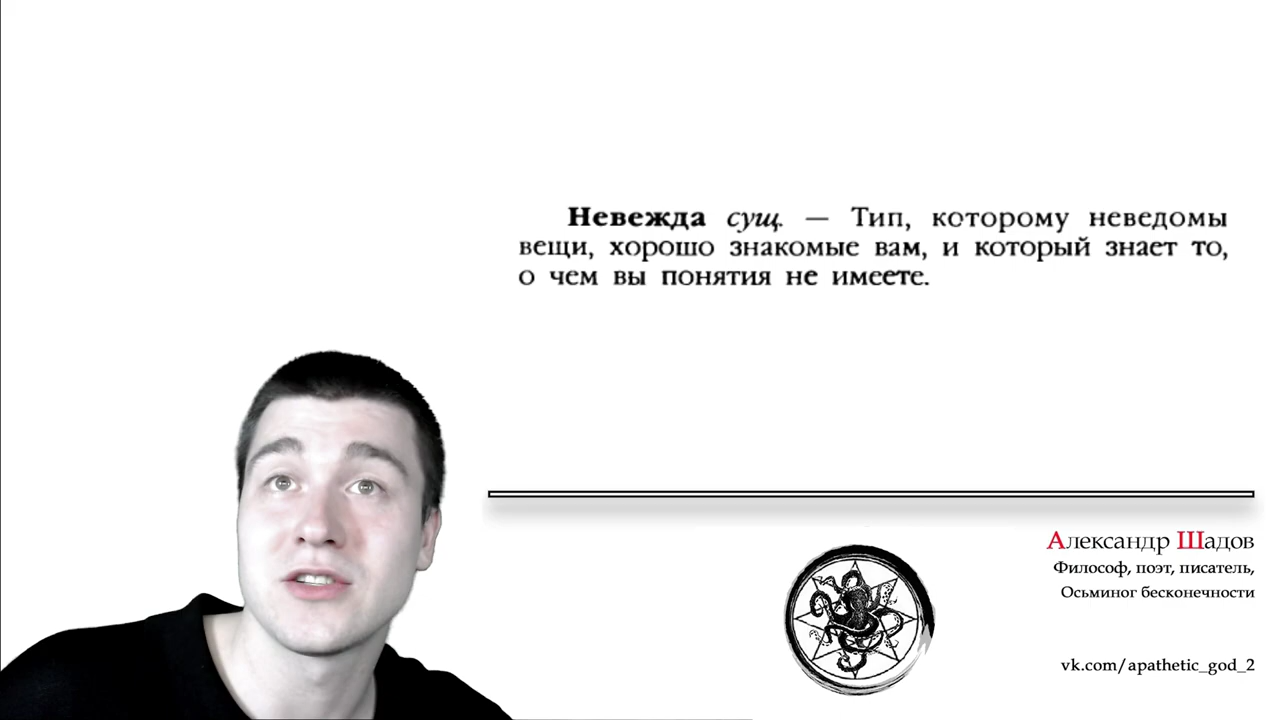 Невежда сущ. — Тип, которому неведомы
вещи, хорошо знакомые вам, и который знает то,
о чем вы понятия не имеете.
Александр Шадов
Философ, поэт, писатель,
Осьминог бесконечности
vk.com/apathetic_god_2